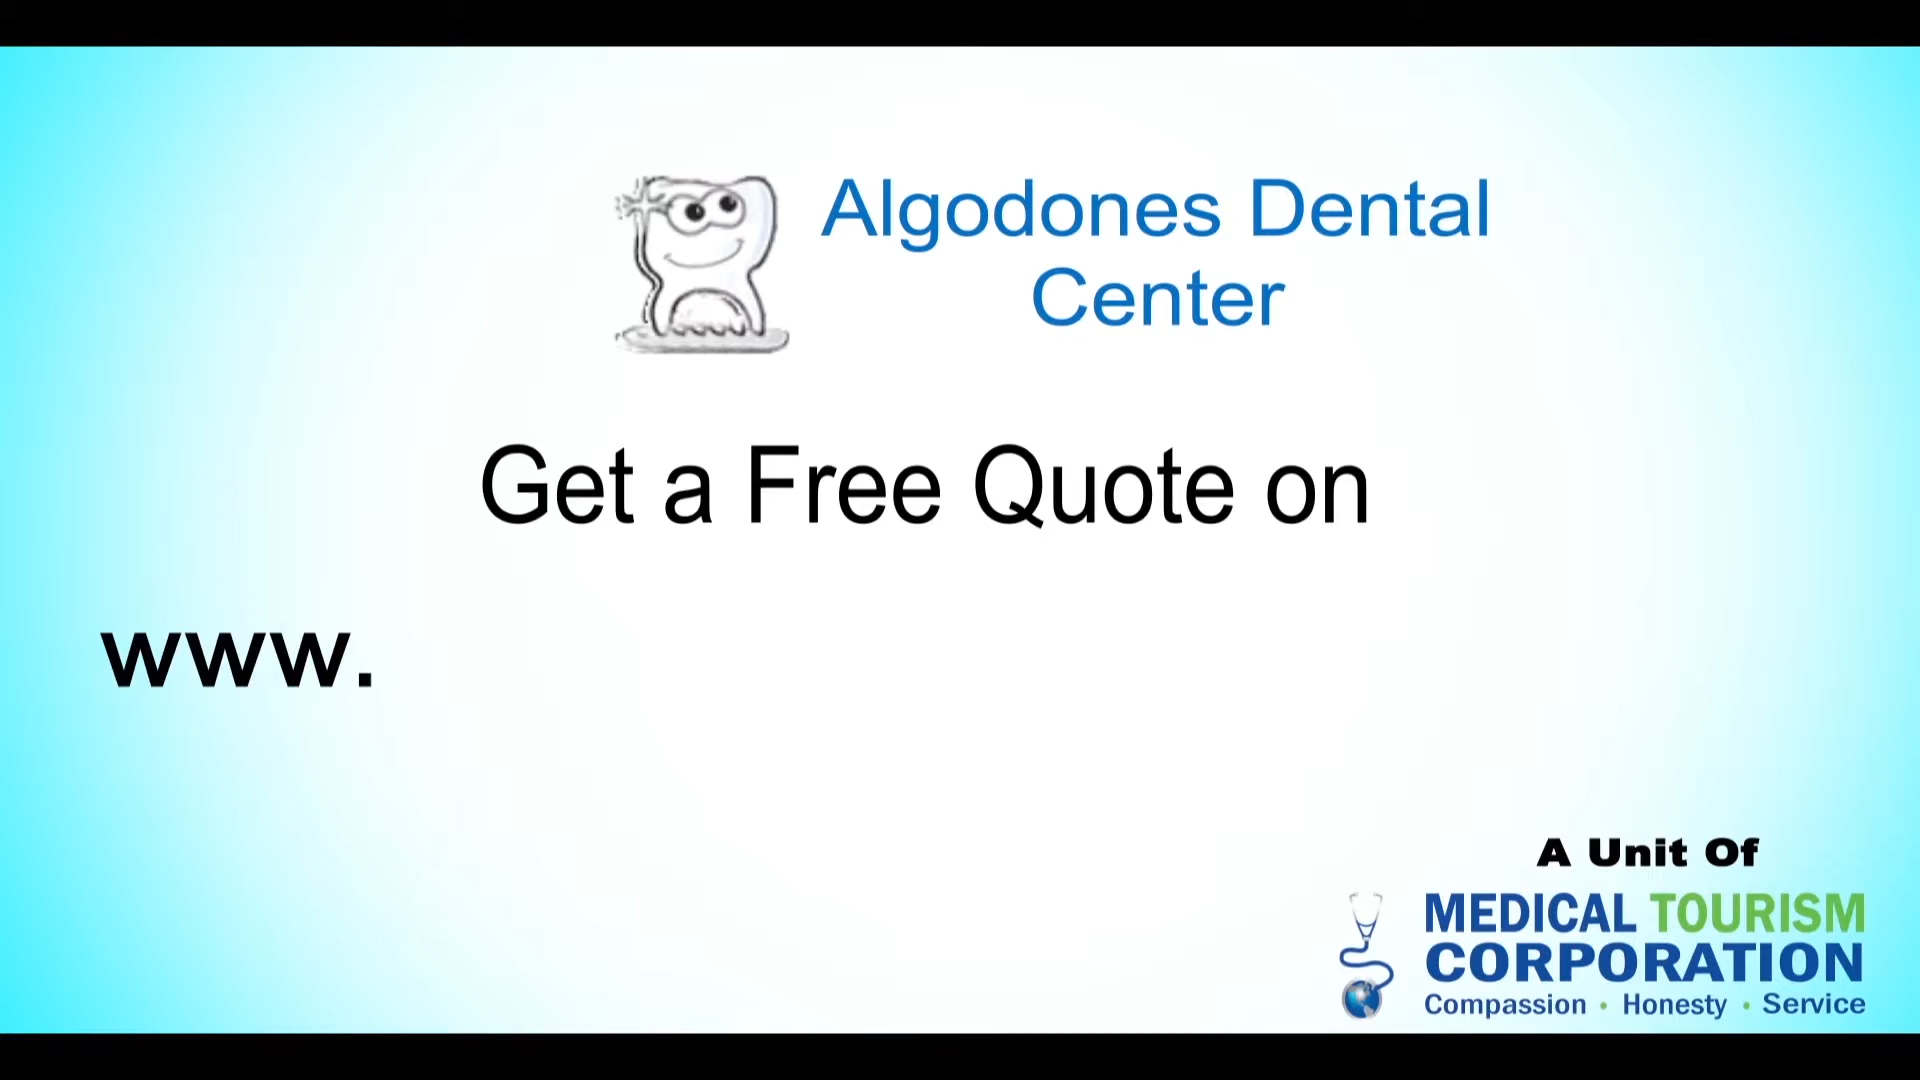 Algodones Dental
Center
Get a Free Quote on
www.
A Unit Of
MEDICAL TOURISM
CORPORATION
Compassion • Honesty • Service